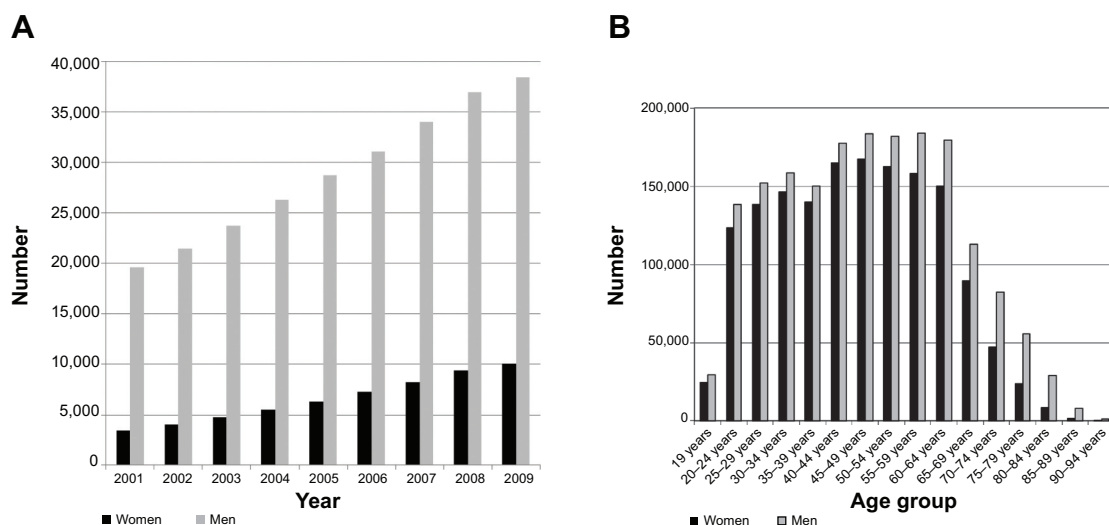 A
40,000
35,000
30,000
25,000
20,000
15,000
10,000
5,000
0
Number
2001 2002 2003 2004 2005 2006 2007 2008 2009
Year
Women Men
B
200,000
150,000
100,000
50,000
0
Number
19 years
20–24 years
25–29 years
30–34 years
35–39 years
40–44 years
45–49 years
50–54 years
55–59 years
60–64 years
65–69 years
70–74 years
75–79 years
80–84 years
85–89 years
90–94 years
Age group
Women Men